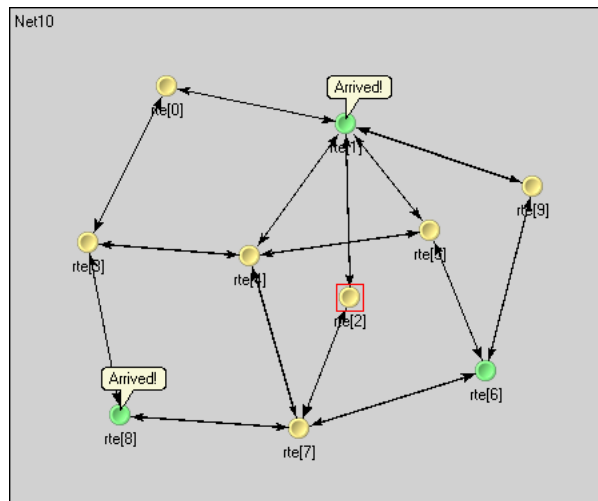 Net10
Arrived!
rte[0]
rte[1]
rte[9]
rte[3]
rte[4]
rte[5]
rte[2]
Arrived!
rte[6]
rte[8]
rte[7]